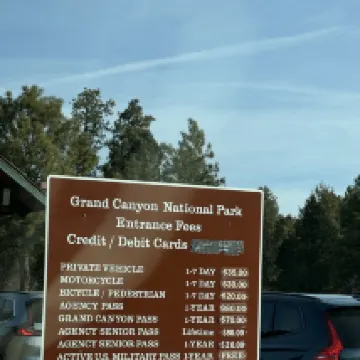 Grand Canyon National Park
Entrance Fees
Credit / Debit Cards
PRIVATE VEHICLE 1-7 DAY $35.00
MOTORCYCLE 1-7 DAY $30.00
BICYCLE / PEDESTRIAN 1-7 DAY $20.00
AGENCY PASS 1-YEAR $80.00
GRAND CANYON PASS 1-YEAR $70.00
AGENCY SENIOR PASS Lifetime $80.00
AGENCY SENIOR PASS 1-YEAR $20.00
ACTIVE U.S. MILITARY PASS 1-YEAR FREE